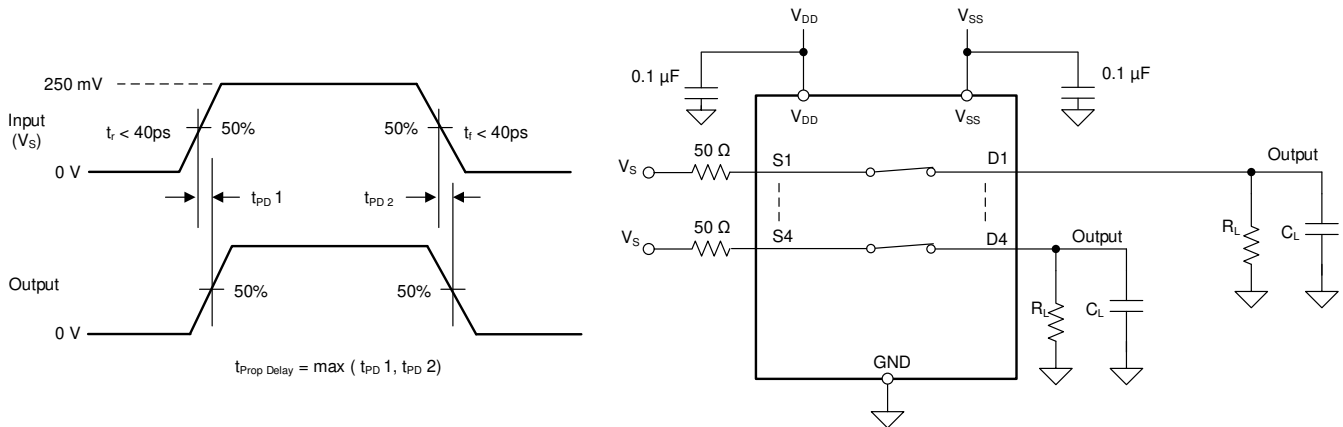 250 mV
Input
(VS)
tr < 40ps
50%
50%
tf < 40ps
0 V
tPD 1
tPD 2
Output
50%
50%
0 V
tProp Delay = max ( tPD 1, tPD 2)
VDD
VSS
0.1 µF
0.1 µF
VDD
VSS
VS
50 Ω
S1
D1
Output
VS
50 Ω
S4
D4
Output
RL
CL
RL
CL
GND